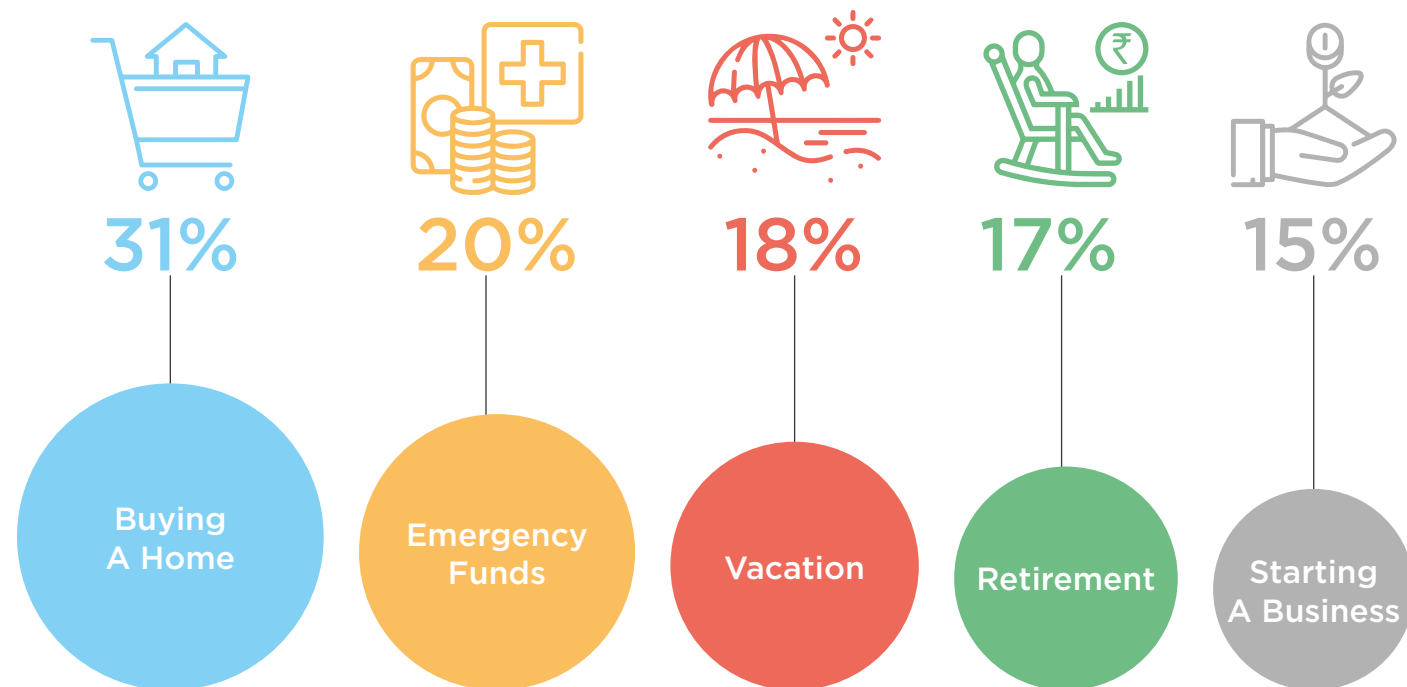 ₹
31%
20%
18%
17%
15%
Buying
A Home
Emergency
Funds
Vacation
Retirement
Starting
A Business